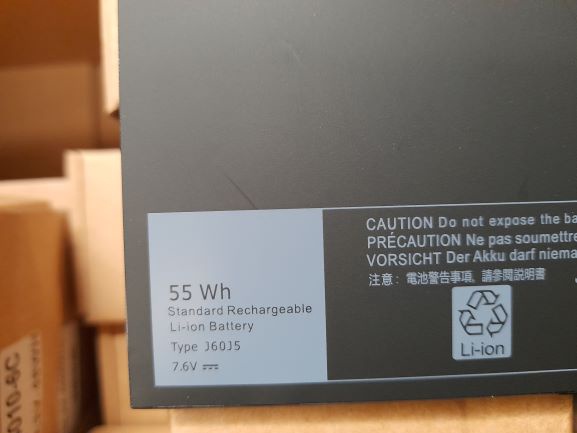 55 Wh
Standard Rechargeable
Li-ion Battery
Type J60J5
7.6V
CAUTION Do not expose the ba
PRÉCAUTION Ne pas soumettre
VORSICHT Der Akku darf niema
注意：電池警告事項，請參閱說明書
Li-ion
010-6C